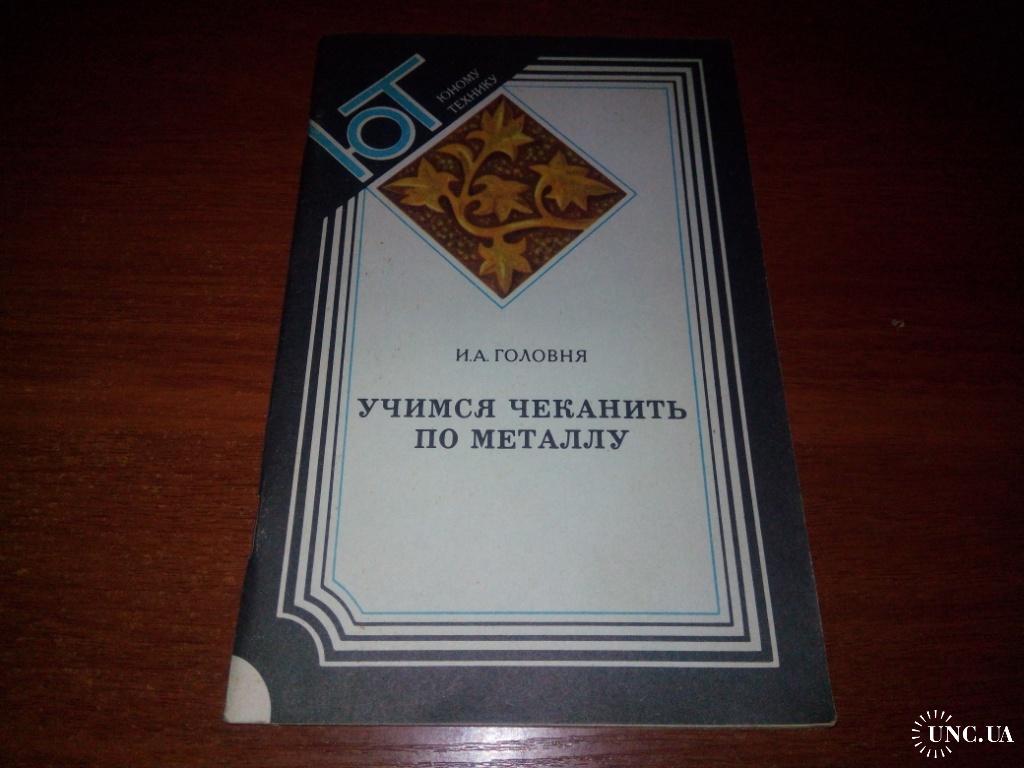 ЮТ
ЮНОМУ
ТЕХНИКУ
И.А. ГОЛОВНЯ
УЧИМСЯ ЧЕКАНИТЬ
ПО МЕТАЛЛУ
UNC.UA